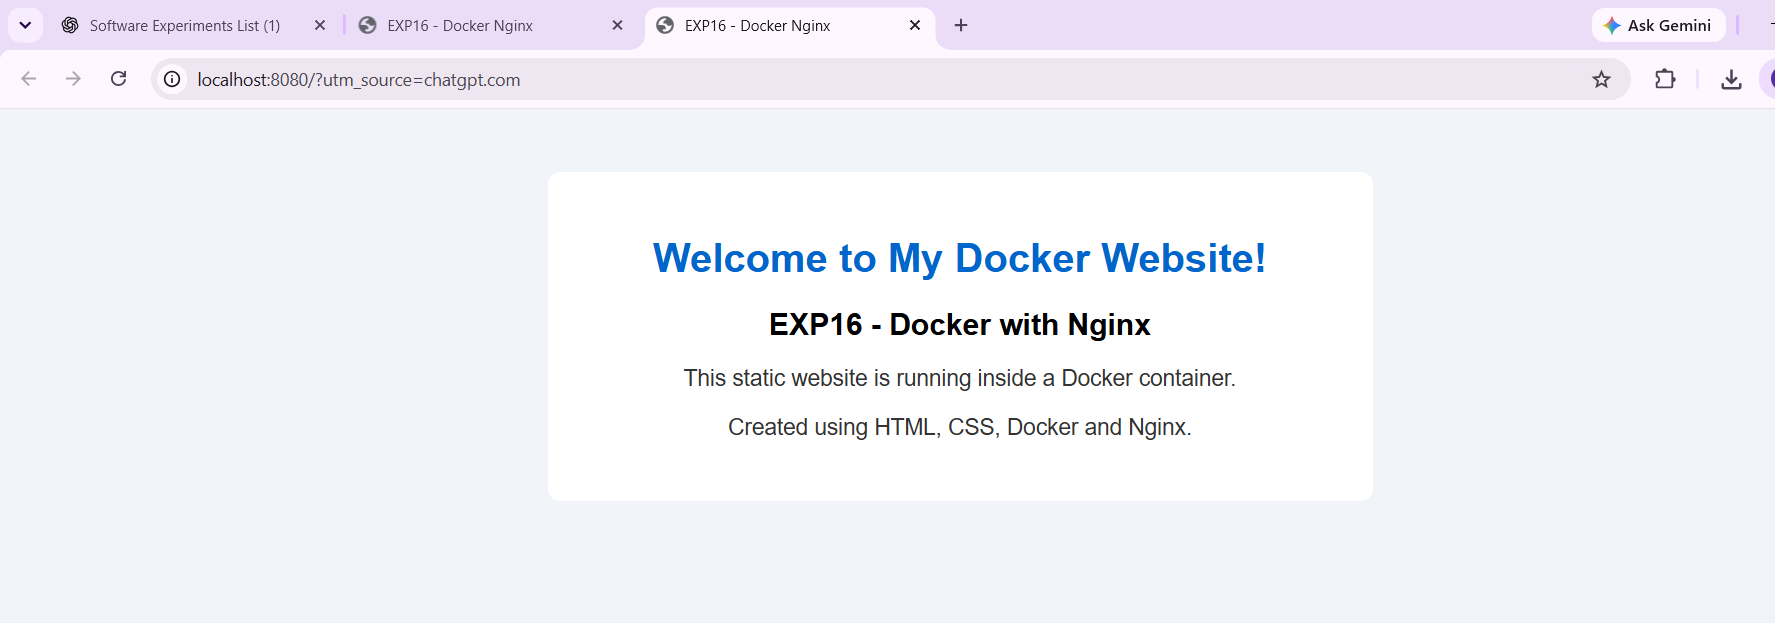 Software Experiments List (1)
EXP16 - Docker Nginx
EXP16 - Docker Nginx
Ask Gemini
localhost:8080/?utm_source=chatgpt.com
Welcome to My Docker Website!
EXP16 - Docker with Nginx
This static website is running inside a Docker container.
Created using HTML, CSS, Docker and Nginx.